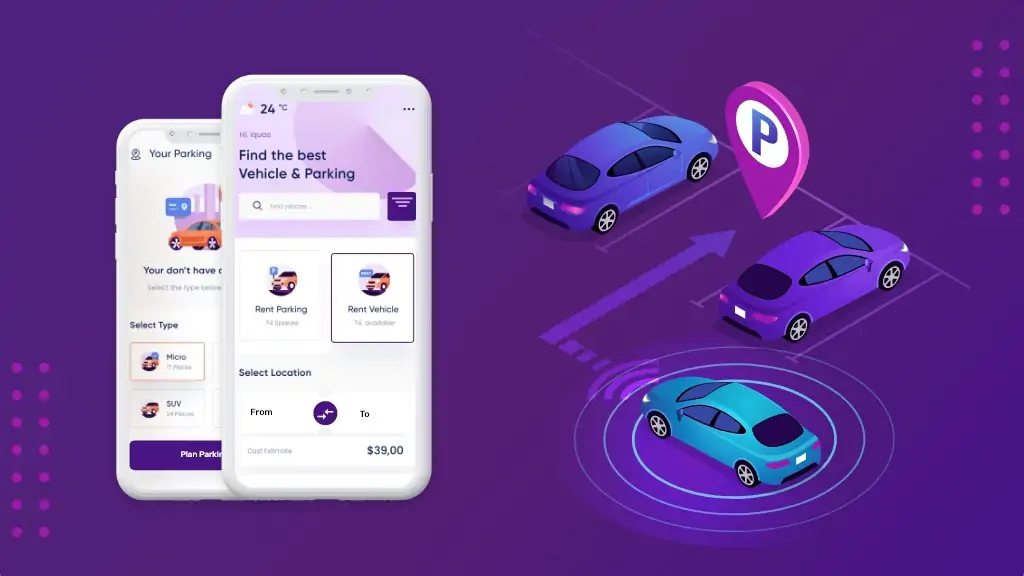 Your Parking
Your don't have
Select the type below
Select Type
Micro
17 Places
SUV
24 Places
Plan Parkin
24 °C
Hi, Iquas
Find the best
Vehicle & Parking
Find places ...
Rent Parking
74 Spaces
Rent Vehicle
74 available
Select Location
From
To
Cost Estimate
$39,00
P